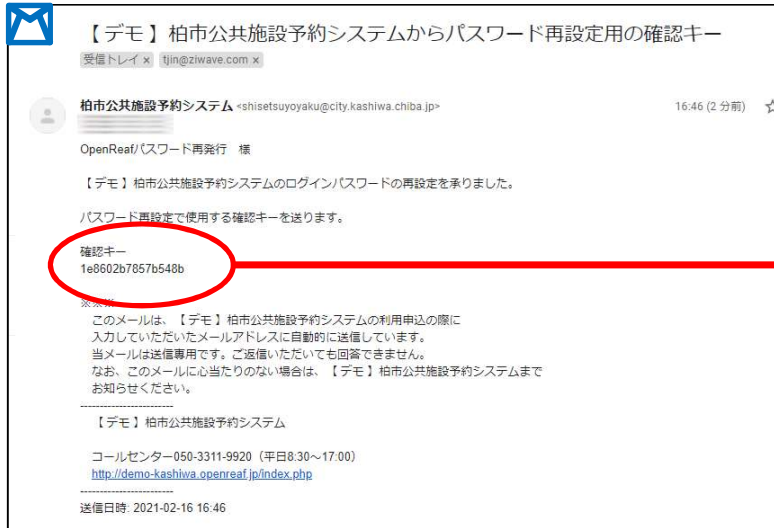 【 デモ 】 柏市公共施設予約システムからパスワード再設定用の確認キー
受信トレイ × tjin@ziwave.com ×
柏市公共施設予約システム <shisetsuyoyaku@city.kashiwa.chiba.jp> 16:46 (2 分前)
OpenReafパスワード再発行 様
【 デモ 】 柏市公共施設予約システムのログインパスワードの再設定を承りました。
パスワード再設定で使用する確認キーを送ります。
確認キー
1e8602b7857b548b
このメールは、【 デモ 】 柏市公共施設予約システムの利用申込の際に
入力していただいたメールアドレスに自動的に送信しています。
当メールは送信専用です。ご返信いただいても回答できません。
なお、このメールに心当たりのない場合は、【 デモ 】 柏市公共施設予約システムまで
お知らせください。
-----------------------
【 デモ 】 柏市公共施設予約システム
コールセンター050-3311-9920（平日8:30～17:00）
http://demo-kashiwa.openreaf.jp/index.php
-----------------------
送信日時: 2021-02-16 16:46